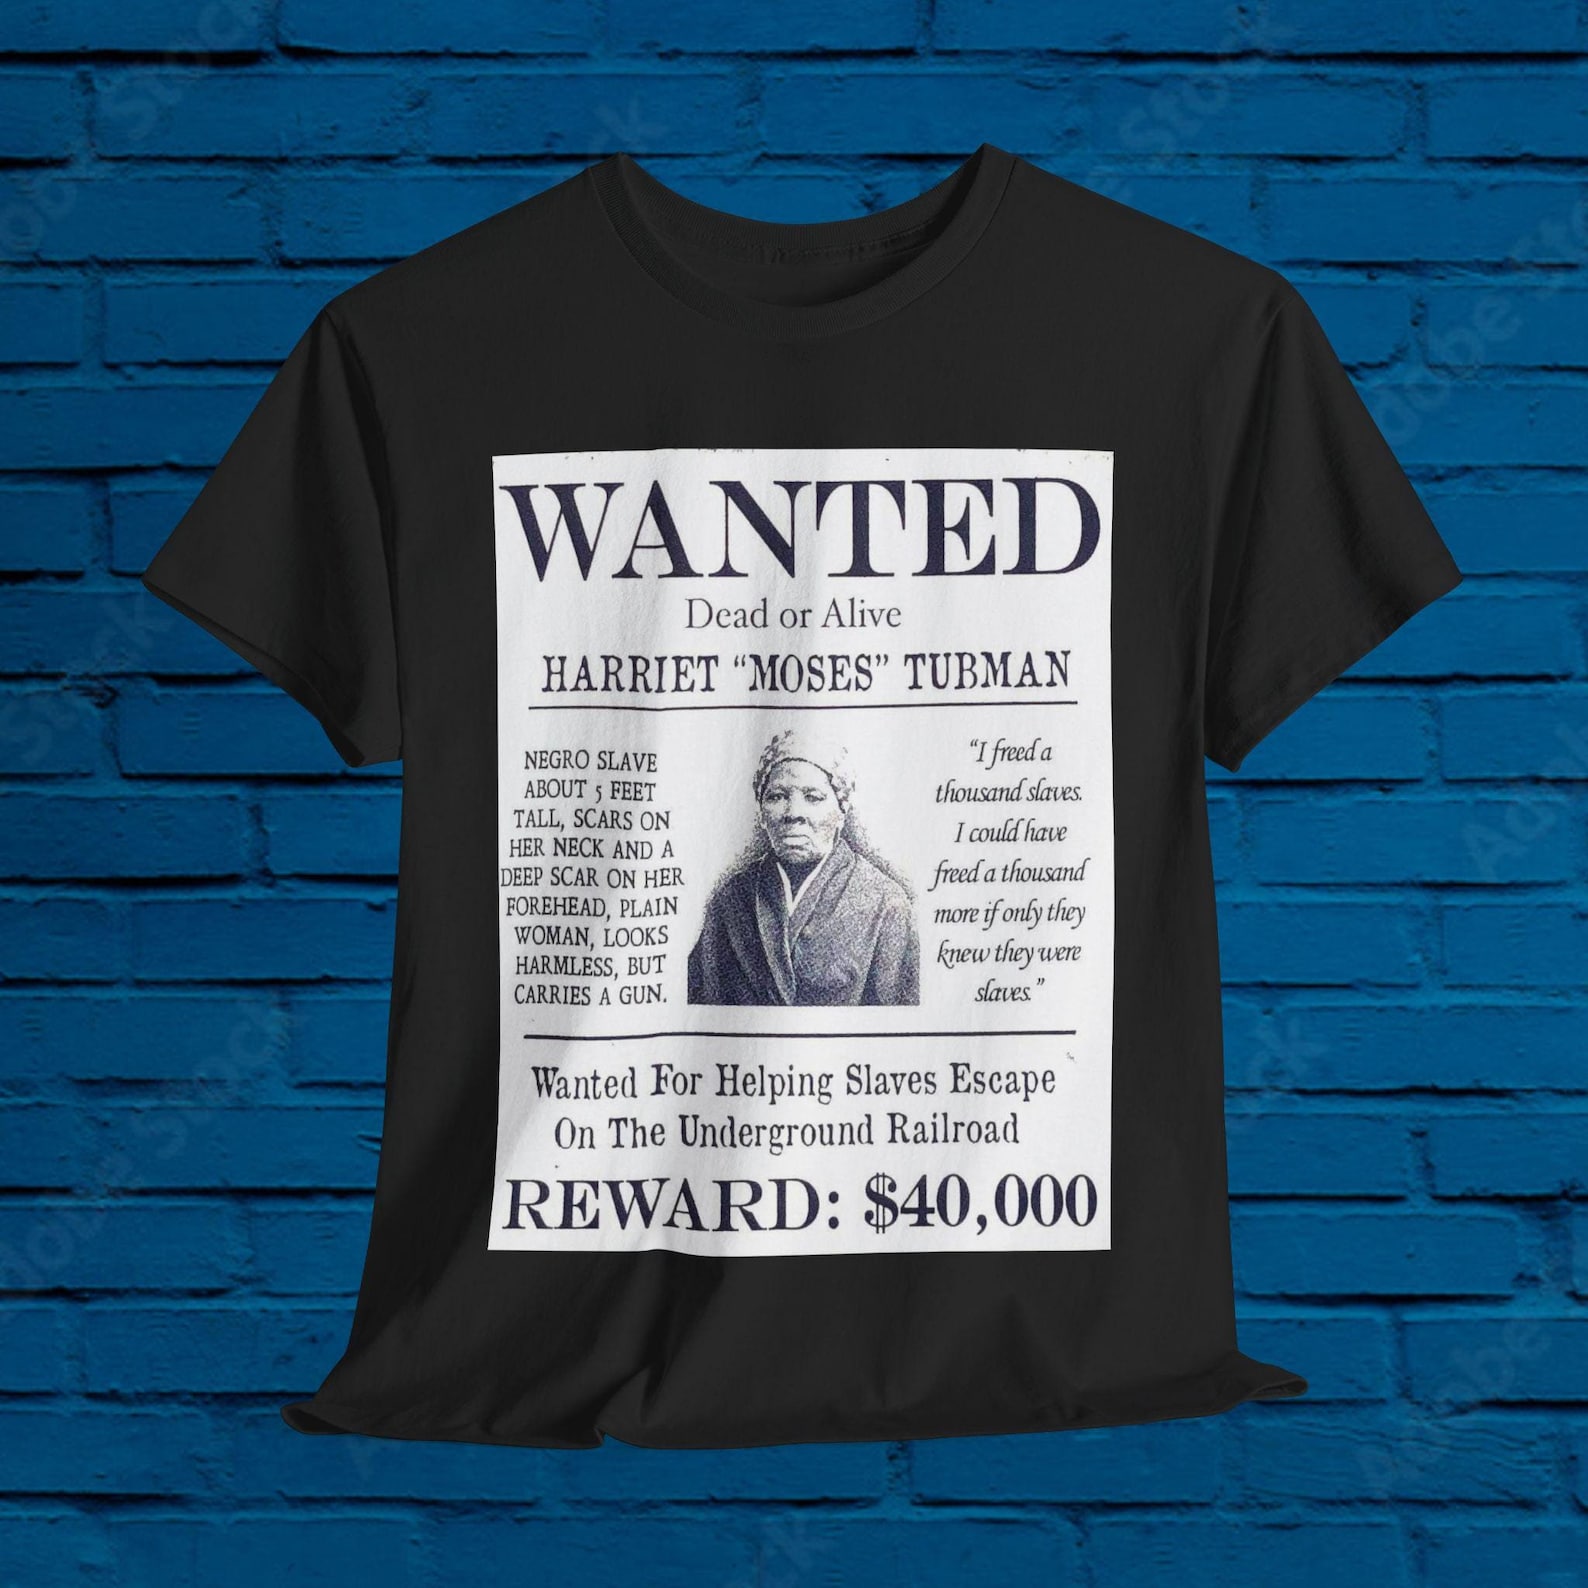 WANTED
Dead or Alive
HARRIET “MOSES” TUBMAN
NEGRO SLAVE
ABOUT 5 FEET
TALL, SCARS ON
HER NECK AND A
DEEP SCAR ON HER
FOREHEAD, PLAIN
WOMAN, LOOKS
HARMLESS, BUT
CARRIES A GUN.
“I freed a
thousand slaves.
I could have
freed a thousand
more if only they
knew they were
slaves.”
Wanted For Helping Slaves Escape
On The Underground Railroad
REWARD: $40,000
Adobe Stock